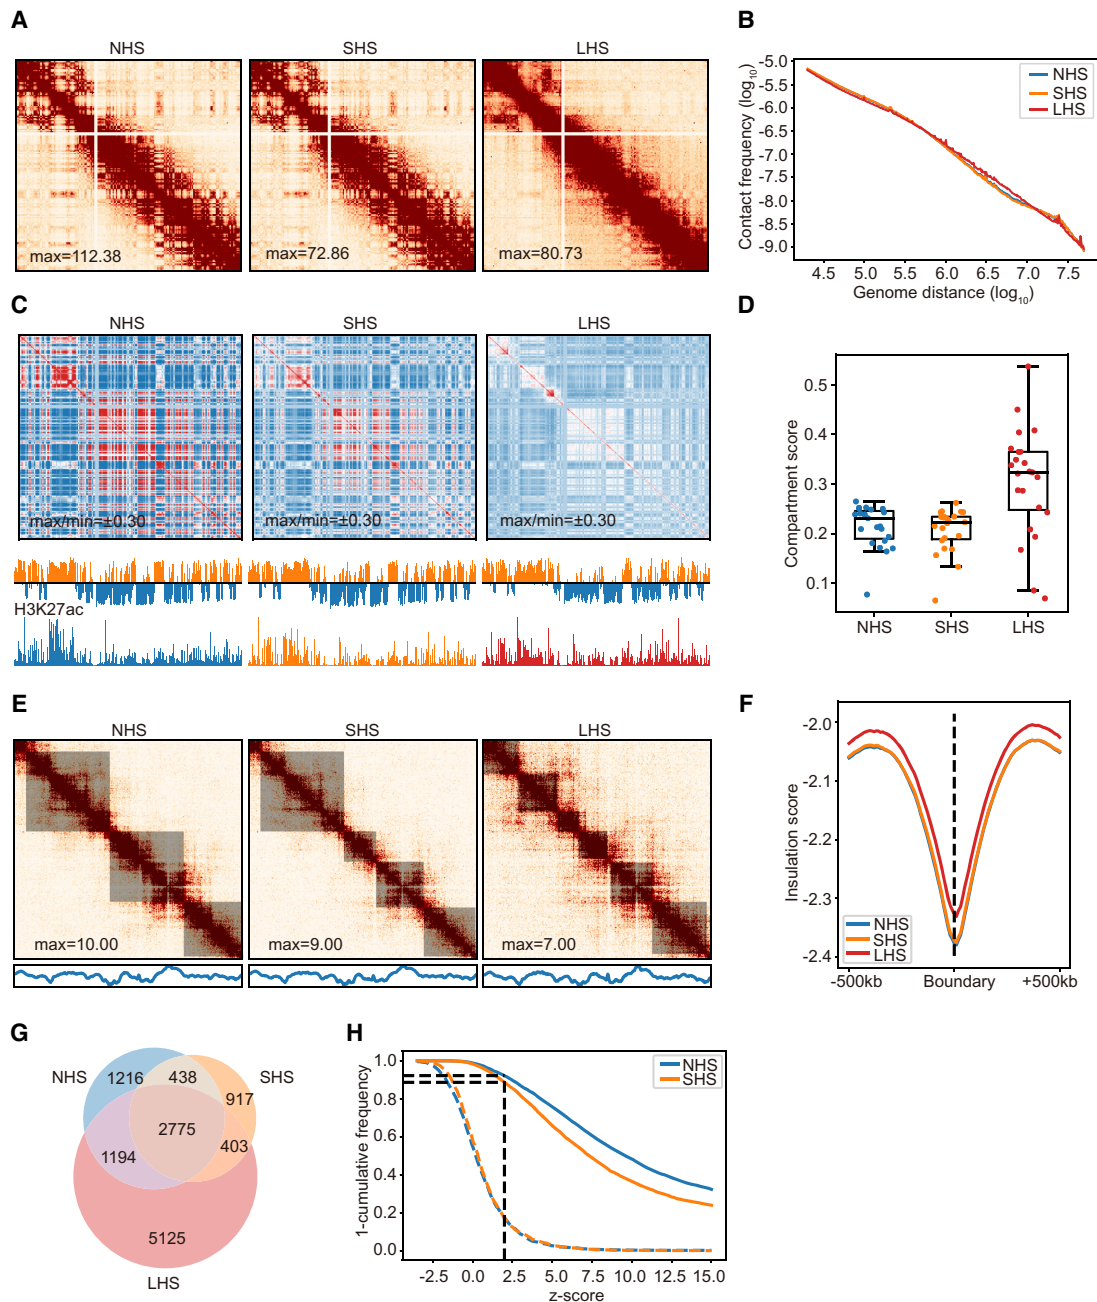 A
NHS
SHS
LHS
max=112.38
max=72.86
max=80.73
B
Contact frequency (log₁₀)
-5.0
-5.5
-6.0
-6.5
-7.0
-7.5
-8.0
-8.5
-9.0
NHS
SHS
LHS
4.5 5.0 5.5 6.0 6.5 7.0 7.5
Genome distance (log₁₀)
C
NHS
SHS
LHS
max/min=±0.30
max/min=±0.30
max/min=±0.30
H3K27ac
D
Compartment score
0.5
0.4
0.3
0.2
0.1
NHS SHS LHS
E
NHS
SHS
LHS
max=10.00
max=9.00
max=7.00
F
Insulation score
-2.0
-2.1
-2.2
-2.3
-2.4
NHS
SHS
LHS
-500kb Boundary +500kb
G
NHS
SHS
1216
438
917
2775
1194
403
5125
LHS
H
1-cumulative frequency
1.0
0.8
0.6
0.4
0.2
0.0
NHS
SHS
-2.5 0.0 2.5 5.0 7.5 10.0 12.5 15.0
z-score